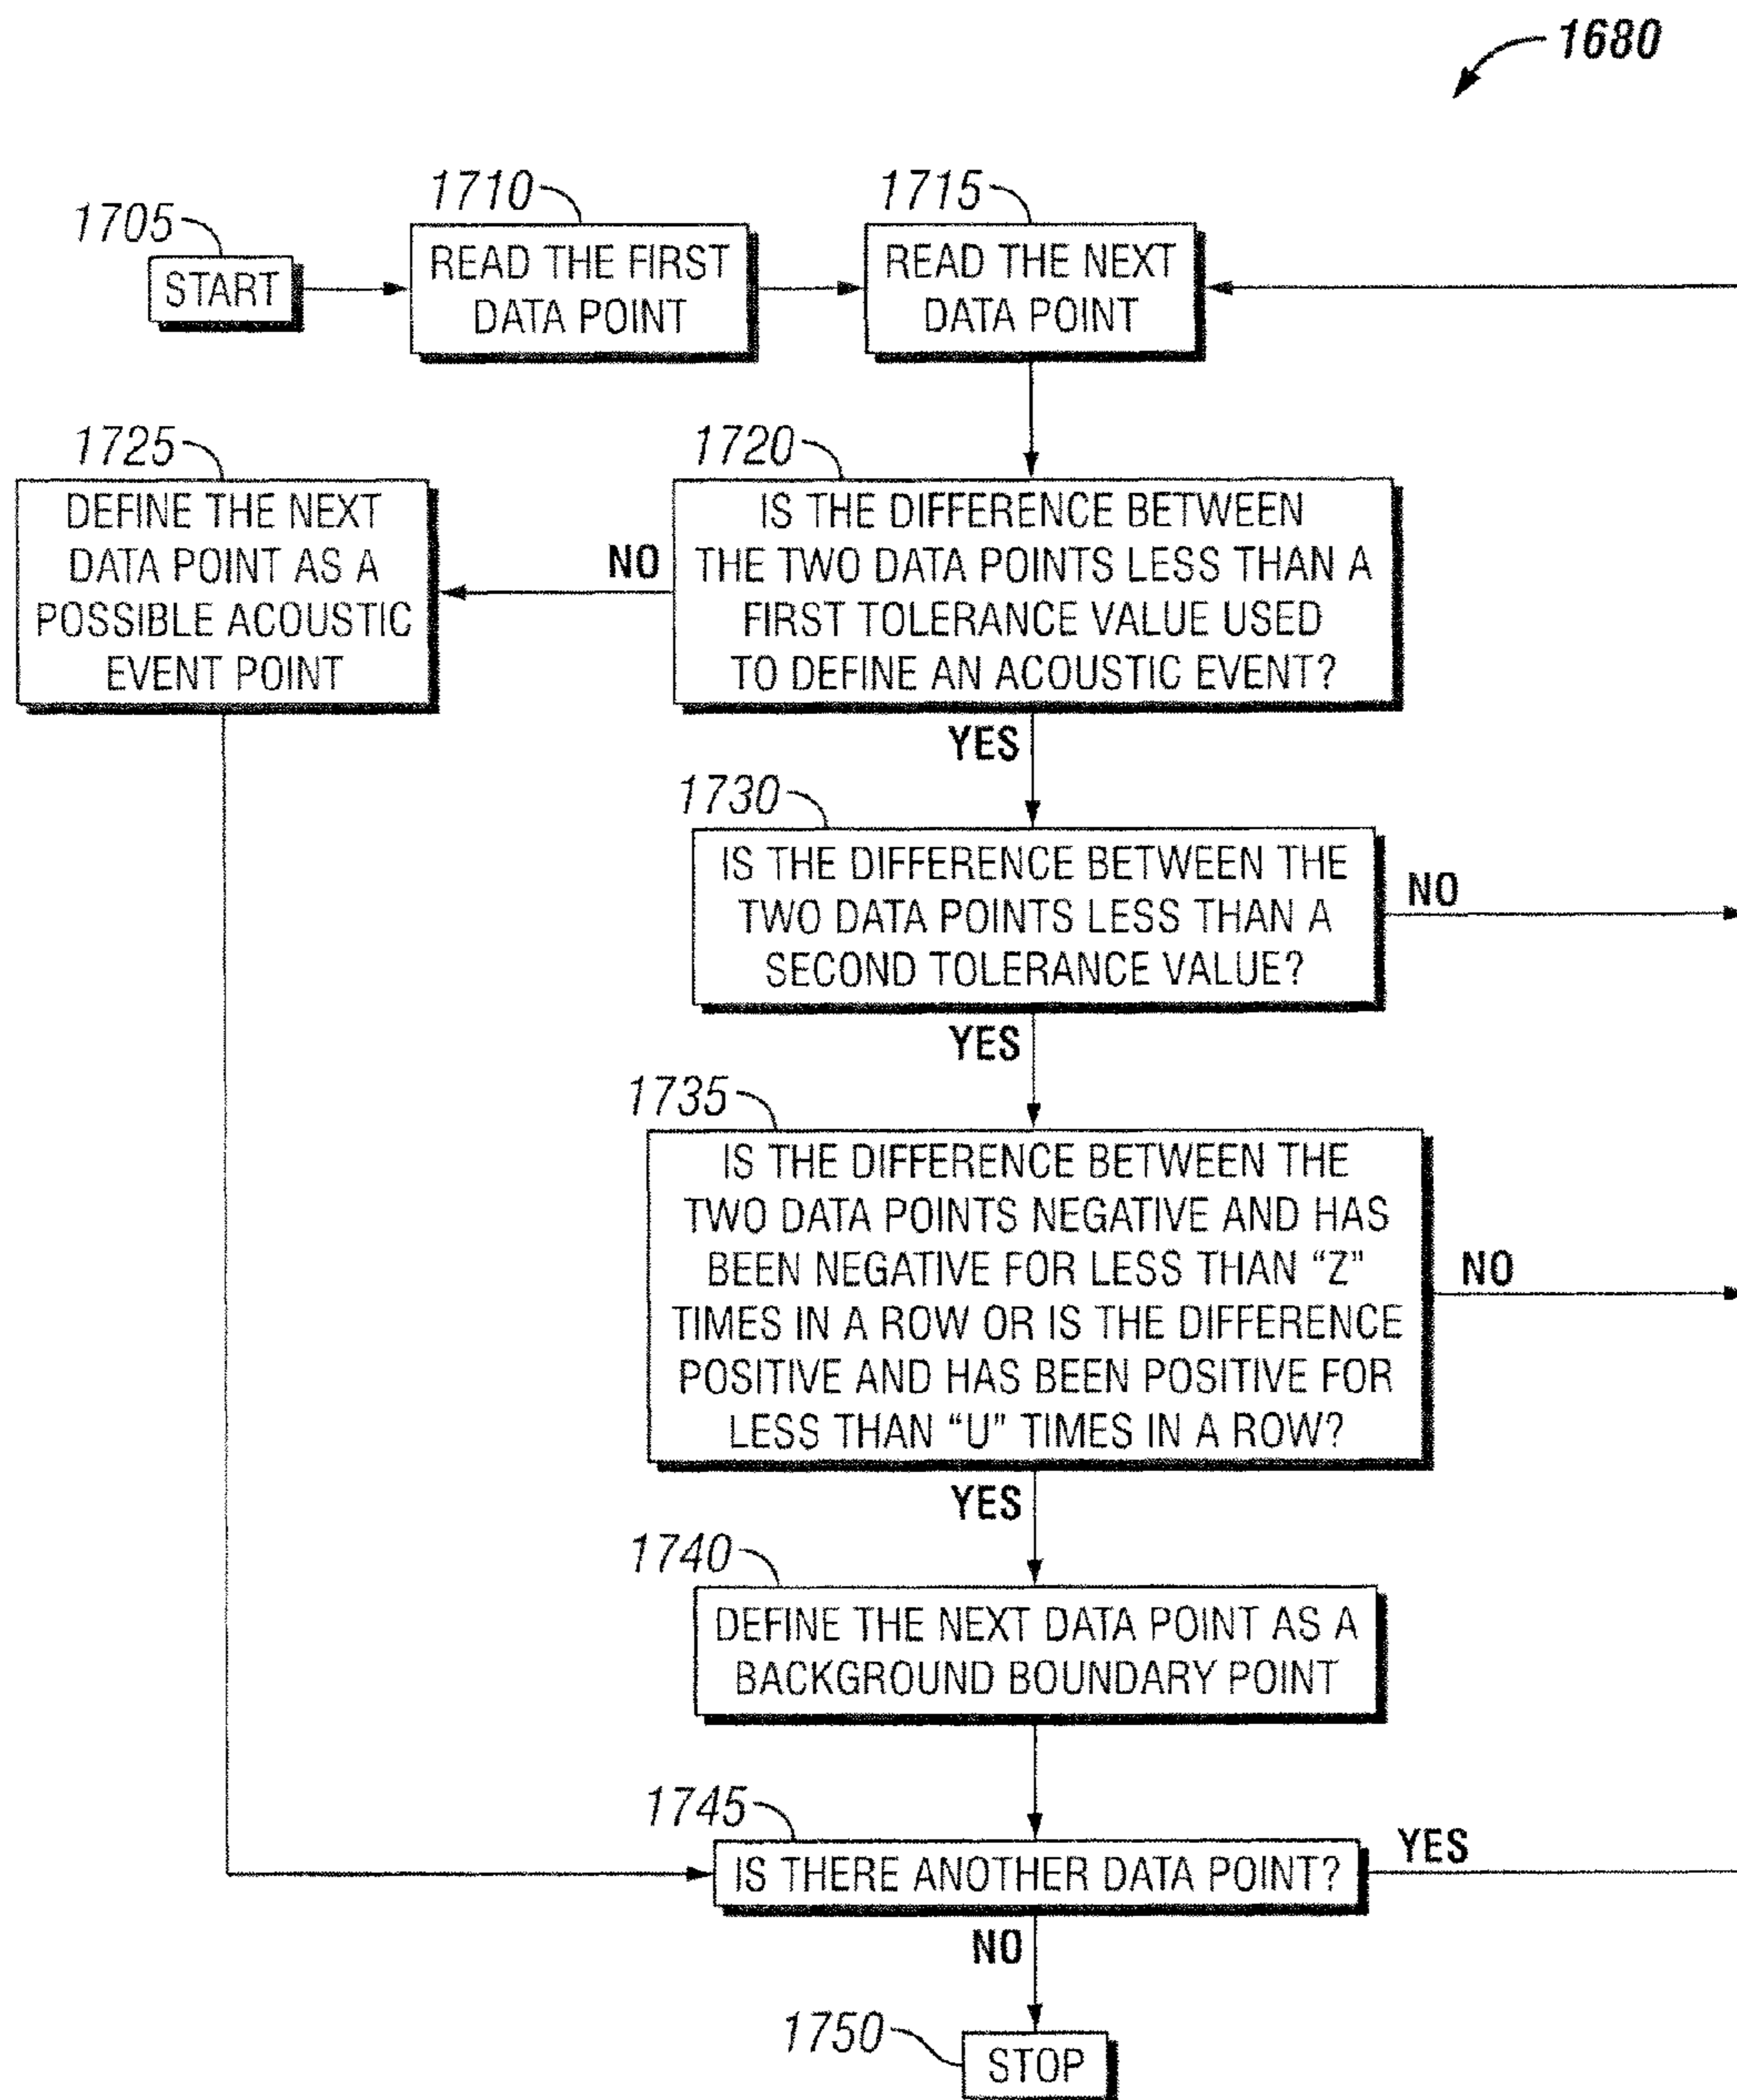 1680
1705
START
1710
READ THE FIRST
DATA POINT
1715
READ THE NEXT
DATA POINT
1720
IS THE DIFFERENCE BETWEEN
THE TWO DATA POINTS LESS THAN A
FIRST TOLERANCE VALUE USED
TO DEFINE AN ACOUSTIC EVENT?
NO
1725
DEFINE THE NEXT
DATA POINT AS A
POSSIBLE ACOUSTIC
EVENT POINT
YES
1730
IS THE DIFFERENCE BETWEEN THE
TWO DATA POINTS LESS THAN A
SECOND TOLERANCE VALUE?
NO
YES
1735
IS THE DIFFERENCE BETWEEN THE
TWO DATA POINTS NEGATIVE AND HAS
BEEN NEGATIVE FOR LESS THAN “Z”
TIMES IN A ROW OR IS THE DIFFERENCE
POSITIVE AND HAS BEEN POSITIVE FOR
LESS THAN “U” TIMES IN A ROW?
NO
YES
1740
DEFINE THE NEXT DATA POINT AS A
BACKGROUND BOUNDARY POINT
1745
IS THERE ANOTHER DATA POINT?
YES
NO
1750
STOP